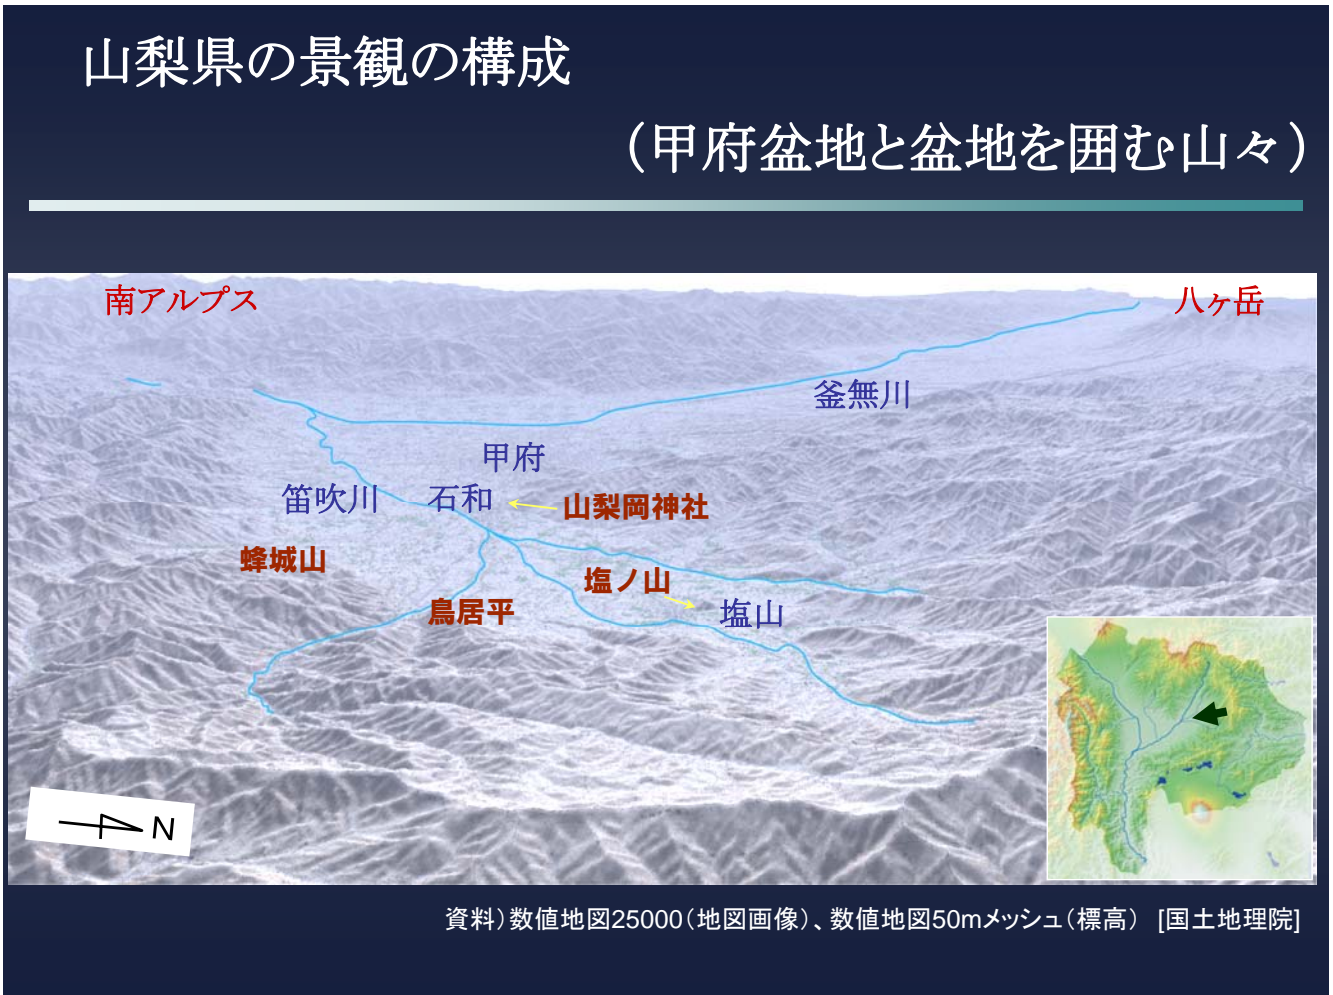 山梨県の景観の構成
（甲府盆地と盆地を囲む山々）
南アルプス
八ヶ岳
釜無川
甲府
笛吹川
石和
山梨岡神社
蜂城山
塩ノ山
鳥居平
塩山
N
資料）数値地図25000（地図画像）、数値地図50mメッシュ（標高） [国土地理院]